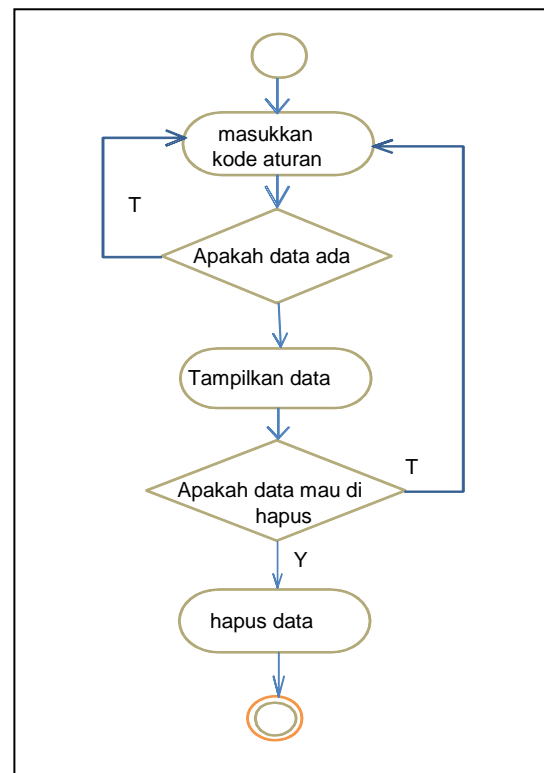 masukkan
kode aturan
T
Apakah data ada
Tampilkan data
T
Apakah data mau di
hapus
Y
hapus data